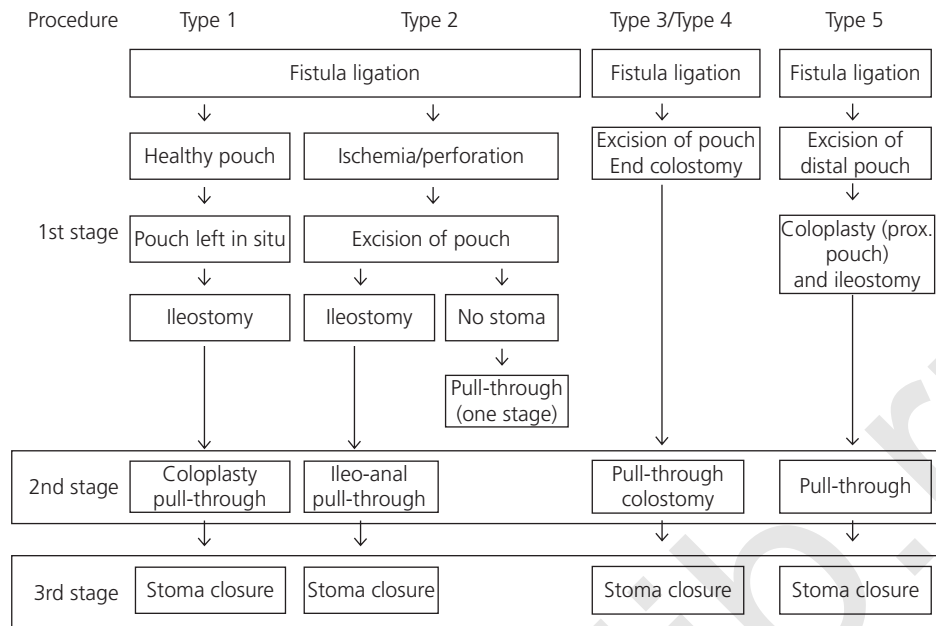 Procedure Type 1 Type 2 Type 3/Type 4 Type 5
Fistula ligation Fistula ligation Fistula ligation
Healthy pouch Ischemia/perforation Excision of pouch
End colostomy Excision of
distal pouch
1st stage Pouch left in situ Excision of pouch Coloplasty (prox.
pouch)
and ileostomy
Ileostomy Ileostomy No stoma
Pull-through
(one stage)
2nd stage Coloplasty
pull-through Ileo-anal
pull-through Pull-through
colostomy Pull-through
3rd stage Stoma closure Stoma closure Stoma closure Stoma closure